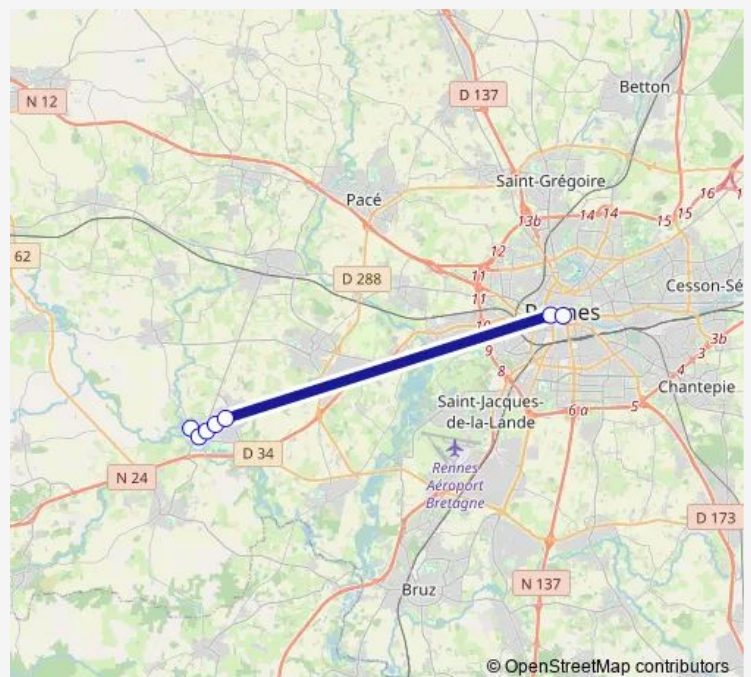 N 12
D 137
Betton
Saint-Grégoire
16
Pacé
13b
14
14
15
15
12
62
D 288
11
11
Cesson-Sé
10
9
8
3b
3
4
Chantepie
5
6 a
Saint-Jacques-
de-la-Lande
D 34
N 24
Rennes
Aéroport
Bretagne
D 173
N 137
Bruz
© OpenStreetMap contributors